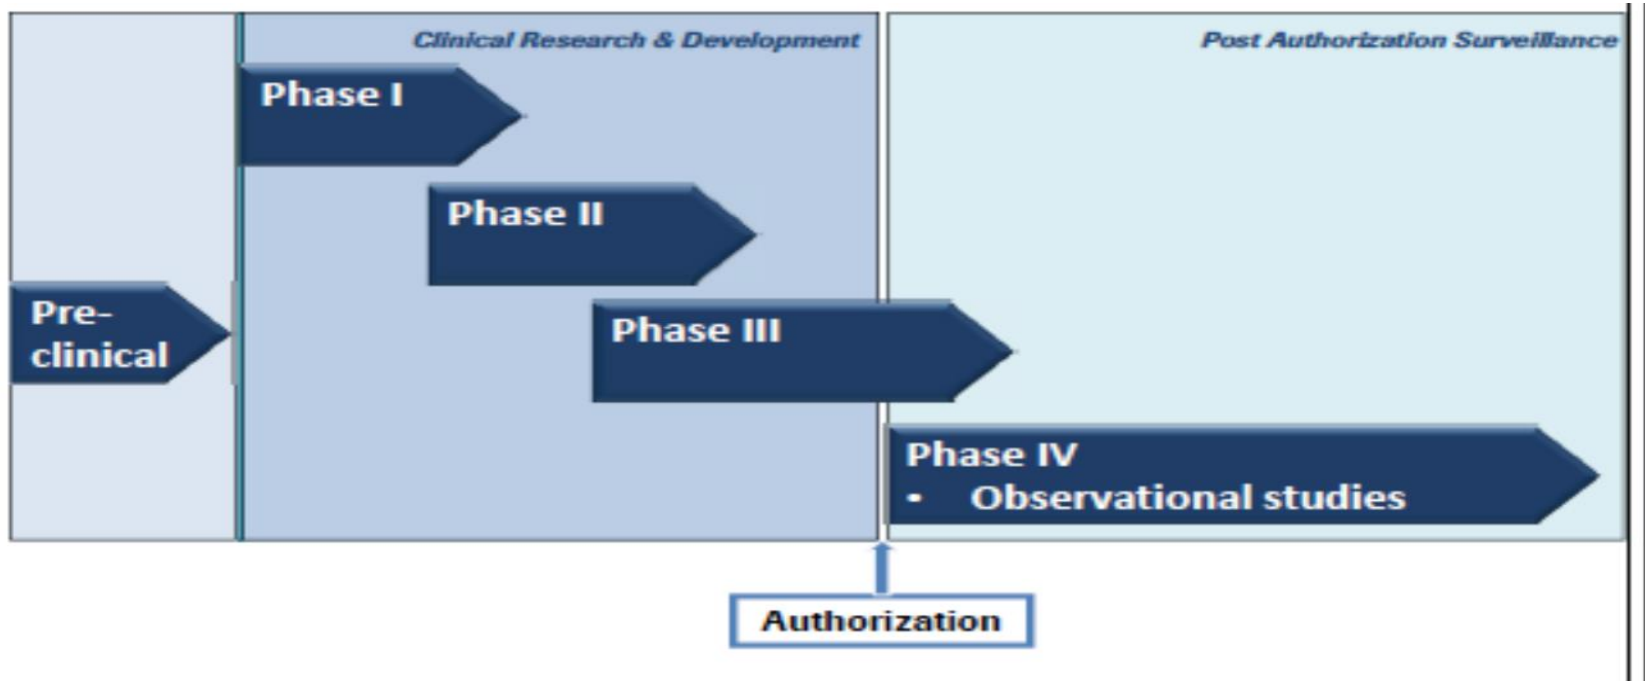 Clinical Research & Development
Post Authorization Surveillance
Phase I
Phase II
Pre-
clinical
Phase III
Phase IV
• Observational studies
Authorization